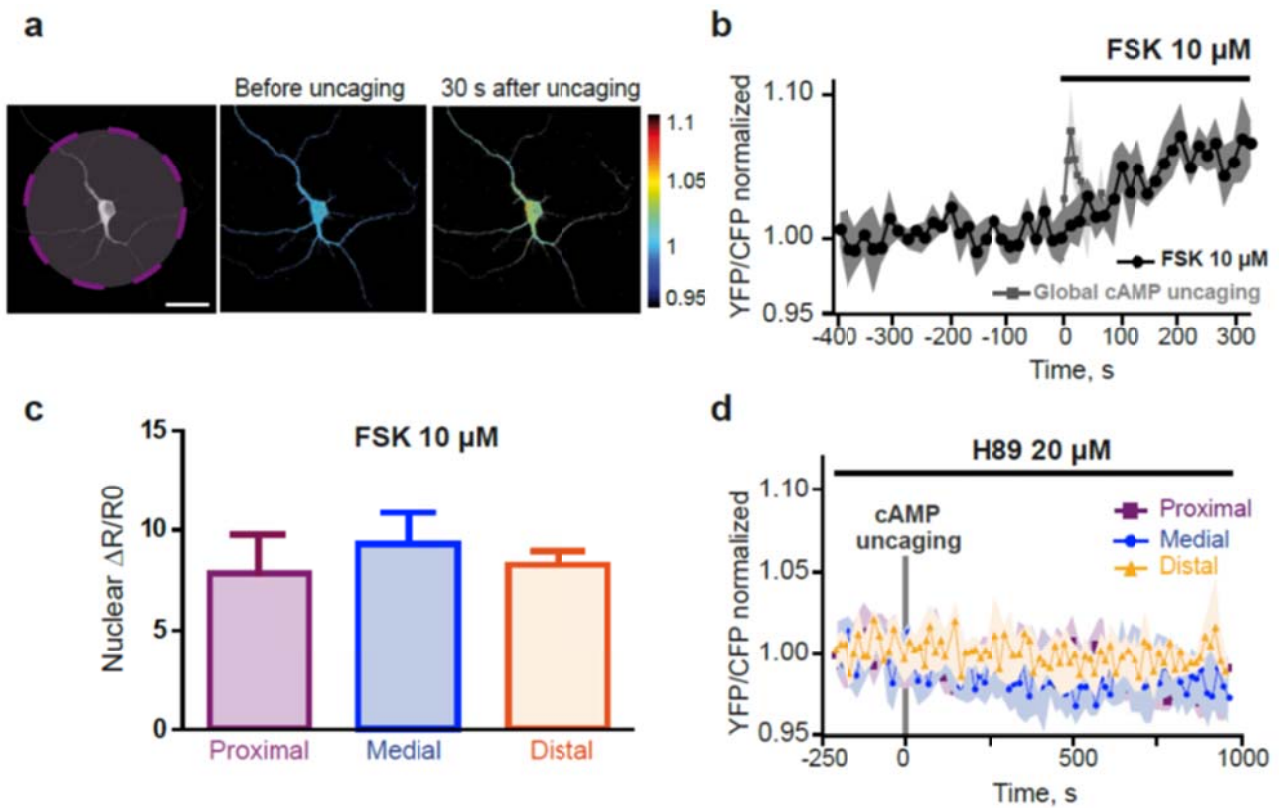 a
Before uncaging
30 s after uncaging
1.1
1.05
1
0.95
b
FSK 10 µM
YFP/CFP normalized
1.10
1.00
0.95
FSK 10 µM
Global cAMP uncaging
-400 -300 -200 -100 0 100 200 300
Time, s
c
FSK 10 µM
Nuclear ΔR/R0
15
10
5
0
Proximal Medial Distal
d
H89 20 µM
YFP/CFP normalized
1.10
1.05
1.00
0.95
cAMP
uncaging
Proximal
Medial
Distal
-250 0 500 1000
Time, s